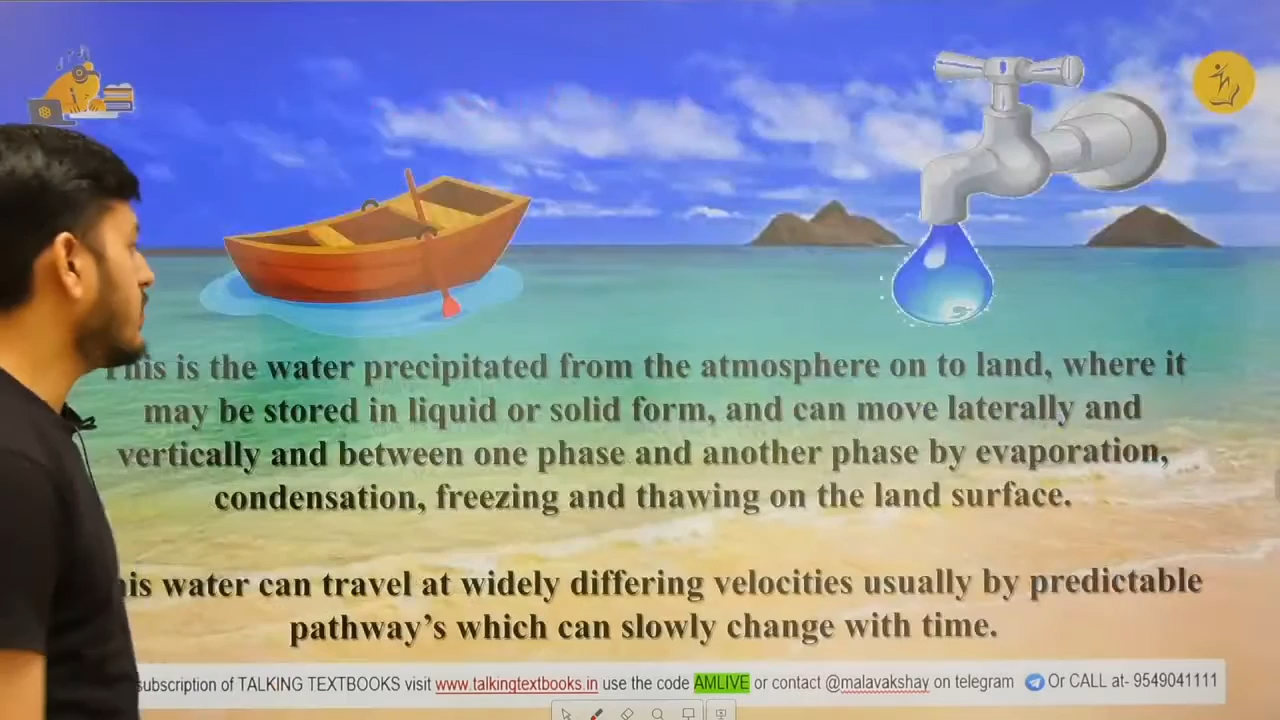 This is the water precipitated from the atmosphere on to land, where it
may be stored in liquid or solid form, and can move laterally and
vertically and between one phase and another phase by evaporation,
condensation, freezing and thawing on the land surface.
This water can travel at widely differing velocities usually by predictable
pathway's which can slowly change with time.
subscription of TALKING TEXTBOOKS visit www.talkingtextbooks.in use the code AMLIVE or contact @malavakshay on telegram Or CALL at- 9549041111